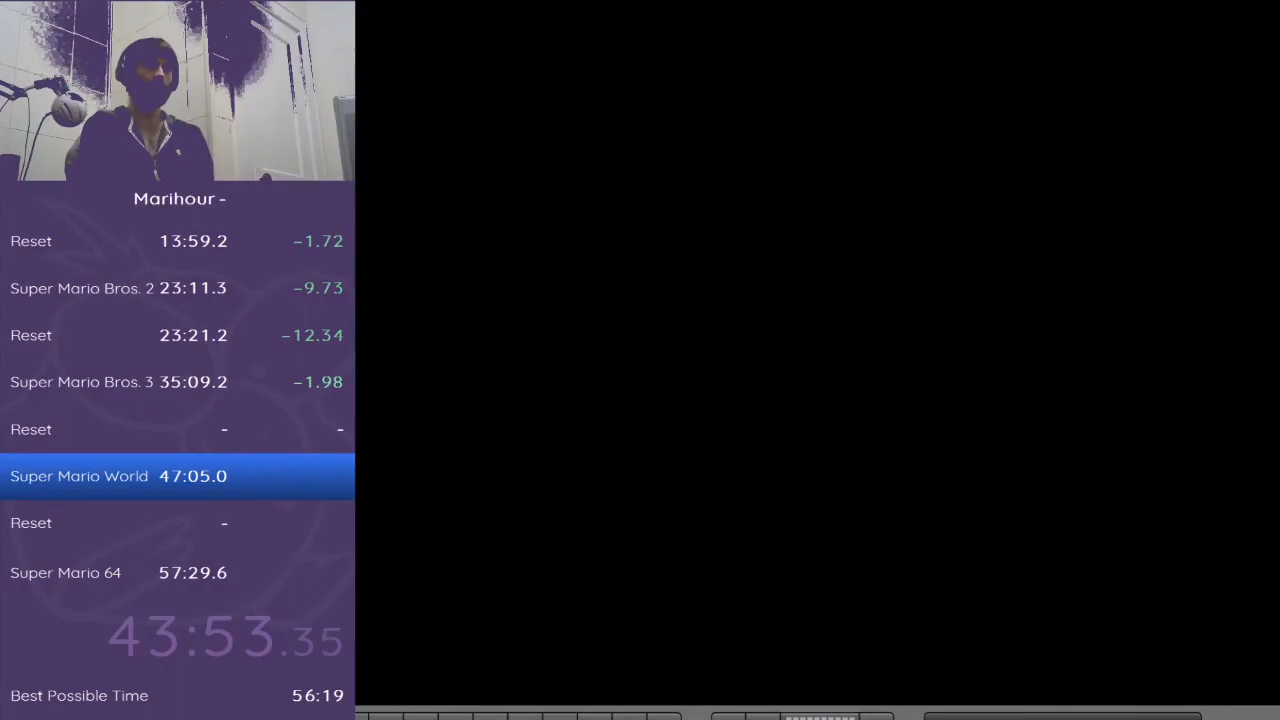 Marihour -
Reset 13:59.2 -1.72
Super Mario Bros. 2 23:11.3 -9.73
Reset 23:21.2 -12.34
Super Mario Bros. 3 35:09.2 -1.98
Reset - -
Super Mario World 47:05.0
Reset -
Super Mario 64 57:29.6
43:53.35
Best Possible Time 56:19